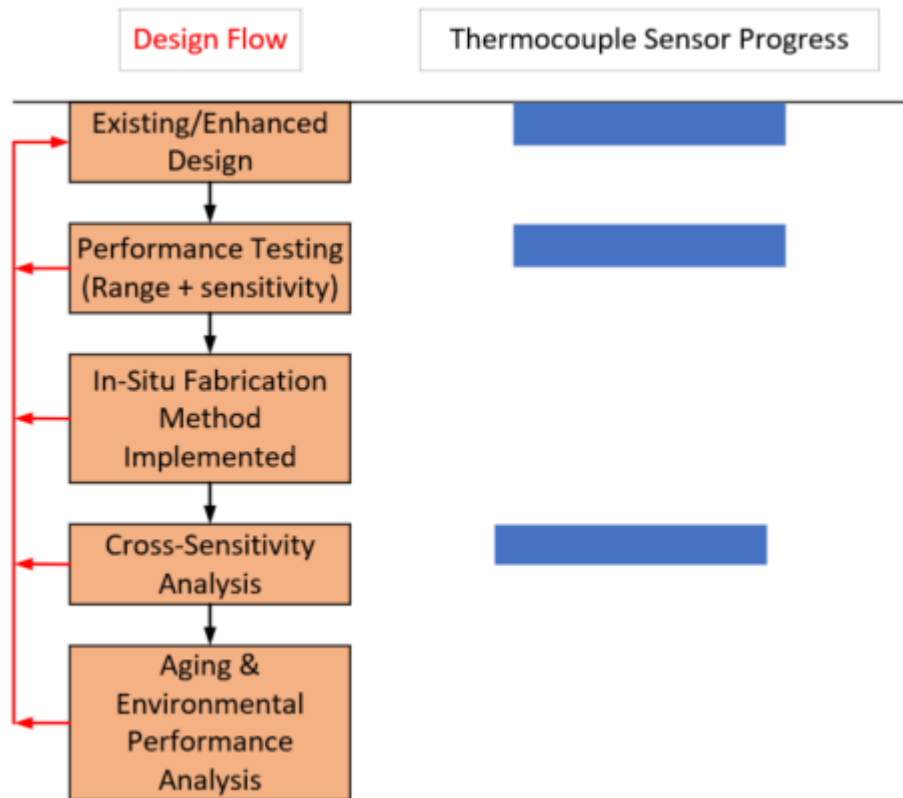 Design Flow
Thermocouple Sensor Progress
Existing/Enhanced
Design
Performance Testing
(Range + sensitivity)
In-Situ Fabrication
Method
Implemented
Cross-Sensitivity
Analysis
Aging &
Environmental
Performance
Analysis